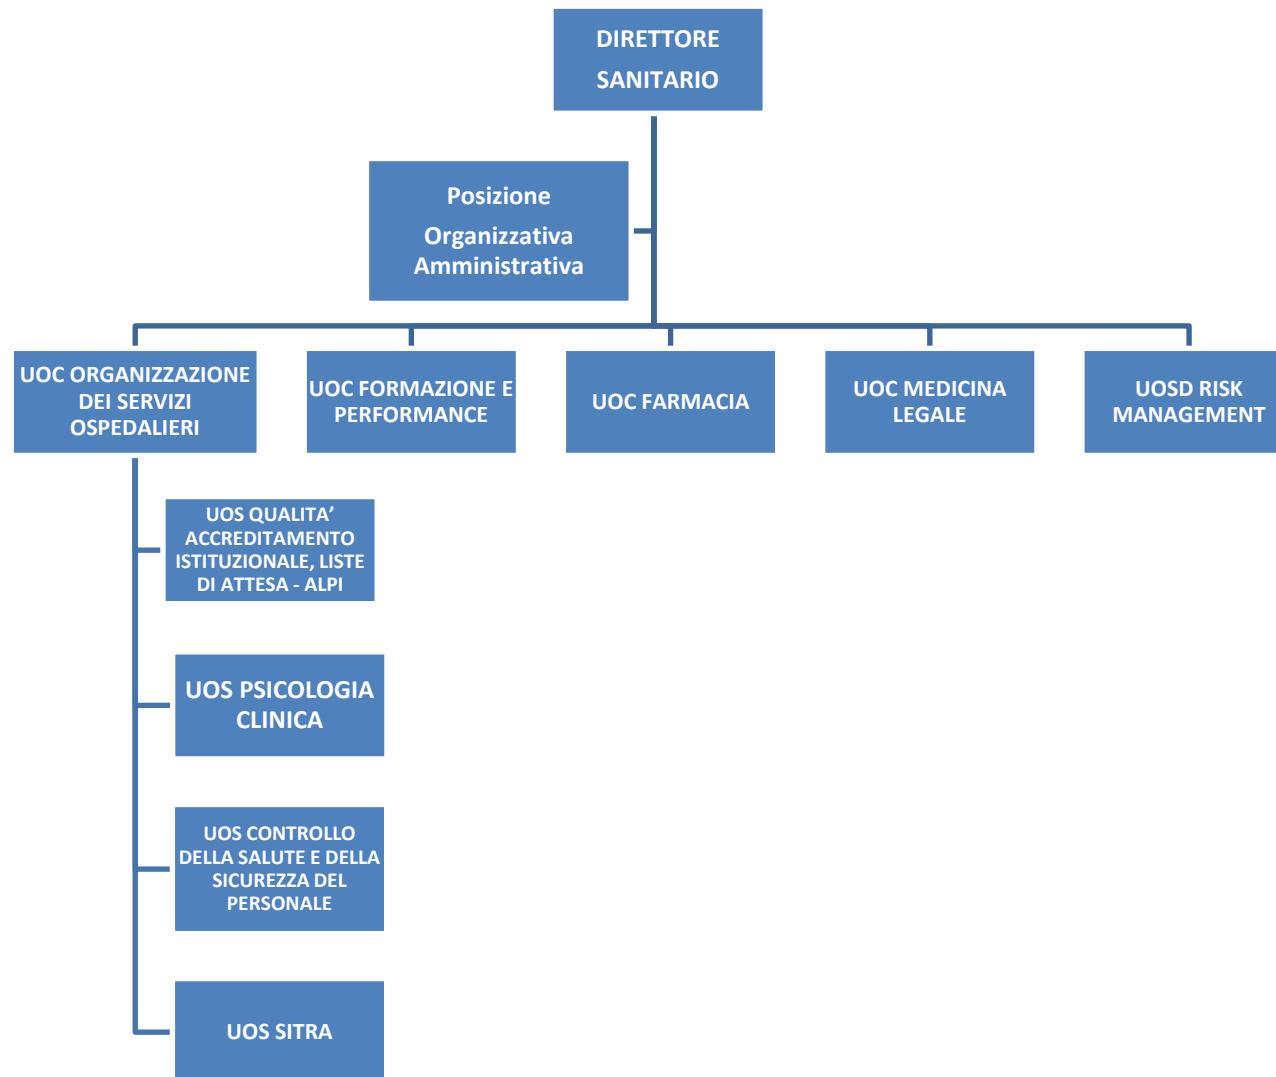 DIRETTORE
SANITARIO
Posizione
Organizzativa
Amministrativa
UOC ORGANIZZAZIONE
DEI SERVIZI
OSPEDALIERI
UOC FORMAZIONE E
PERFORMANCE
UOC FARMACIA
UOC MEDICINA
LEGALE
UOSD RISK
MANAGEMENT
UOS QUALITA’
ACCREDITAMENTO
ISTITUZIONALE, LISTE
DI ATTESA - ALPI
UOS PSICOLOGIA
CLINICA
UOS CONTROLLO
DELLA SALUTE E DELLA
SICUREZZA DEL
PERSONALE
UOS SITRA